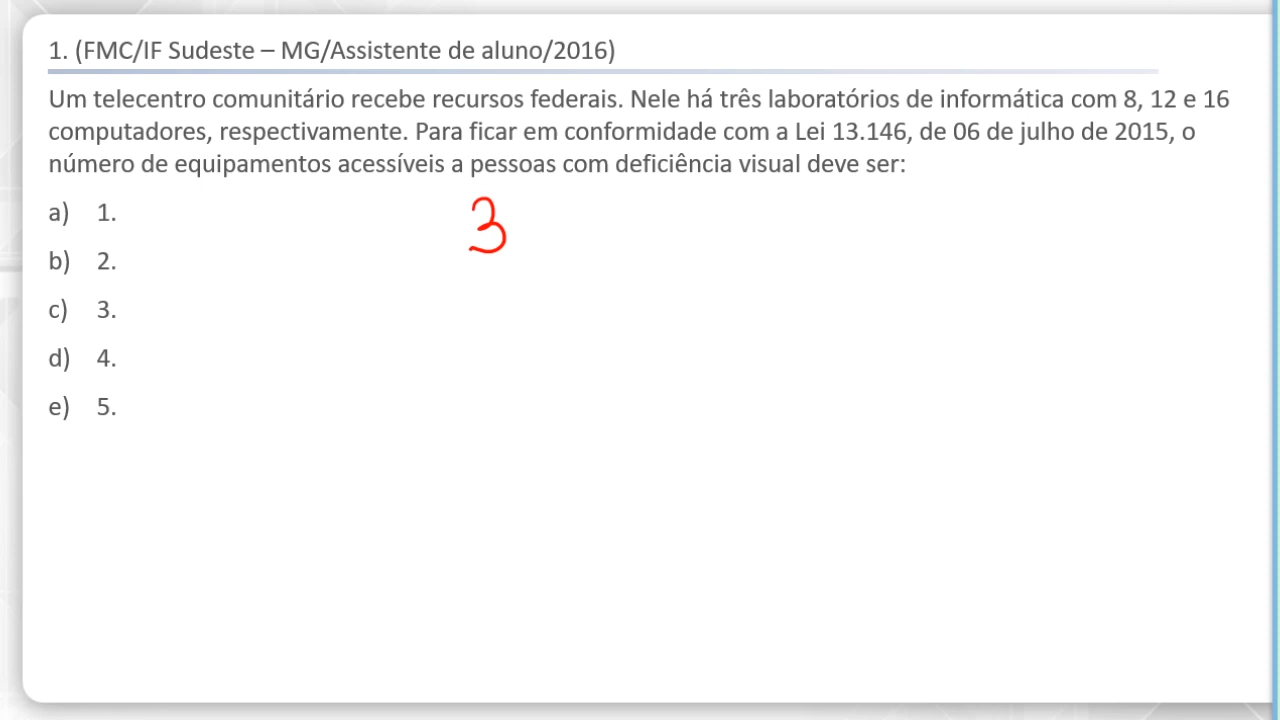 1. (FMC/IF Sudeste – MG/Assistente de aluno/2016)
Um telecentro comunitário recebe recursos federais. Nele há três laboratórios de informática com 8, 12 e 16
computadores, respectivamente. Para ficar em conformidade com a Lei 13.146, de 06 de julho de 2015, o
número de equipamentos acessíveis a pessoas com deficiência visual deve ser:
a) 1.
3
b) 2.
c) 3.
d) 4.
e) 5.